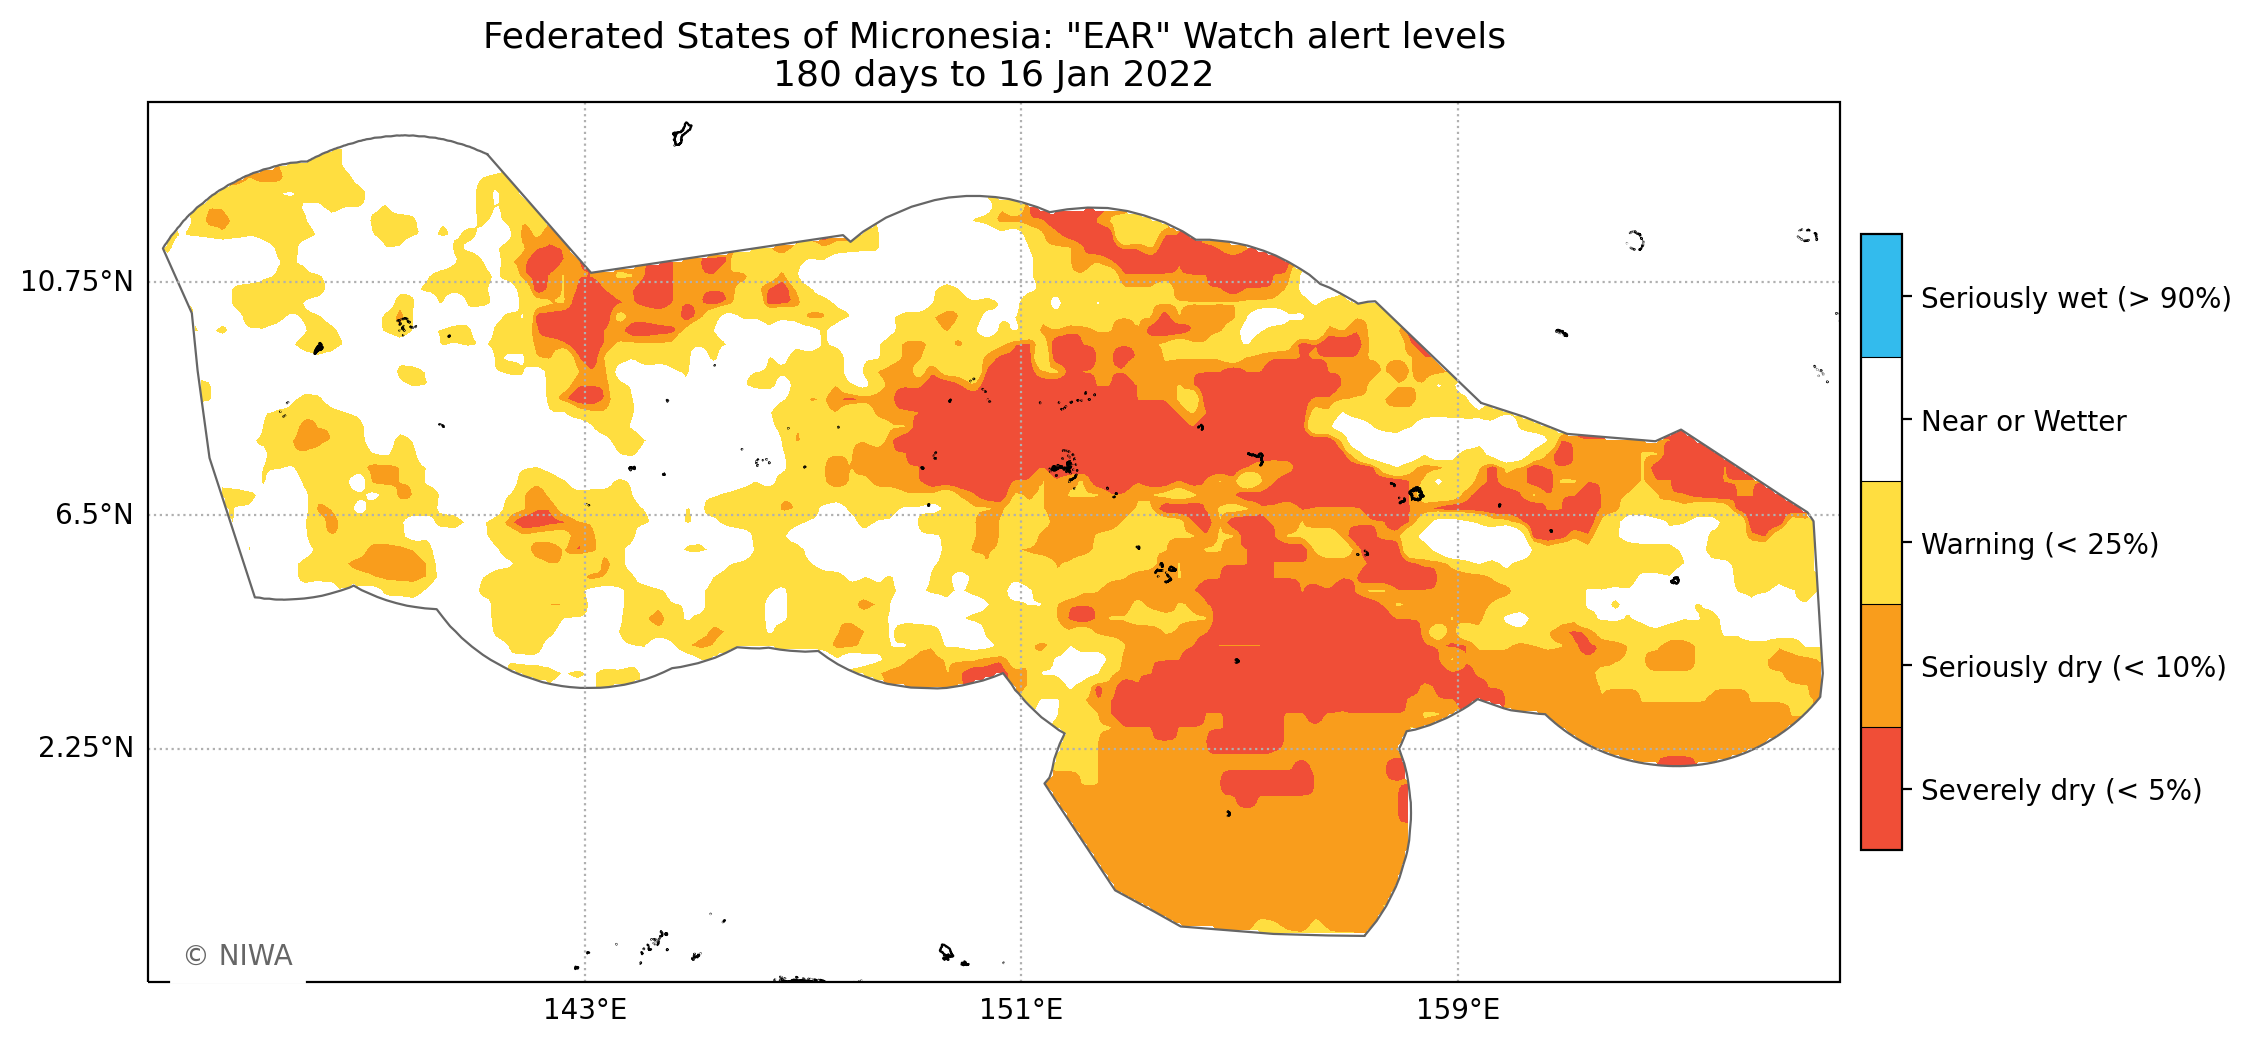 Federated States of Micronesia: "EAR" Watch alert levels
180 days to 16 Jan 2022
10.75°N
6.5°N
2.25°N
143°E
151°E
159°E
Seriously wet (> 90%)
Near or Wetter
Warning (< 25%)
Seriously dry (< 10%)
Severely dry (< 5%)
© NIWA